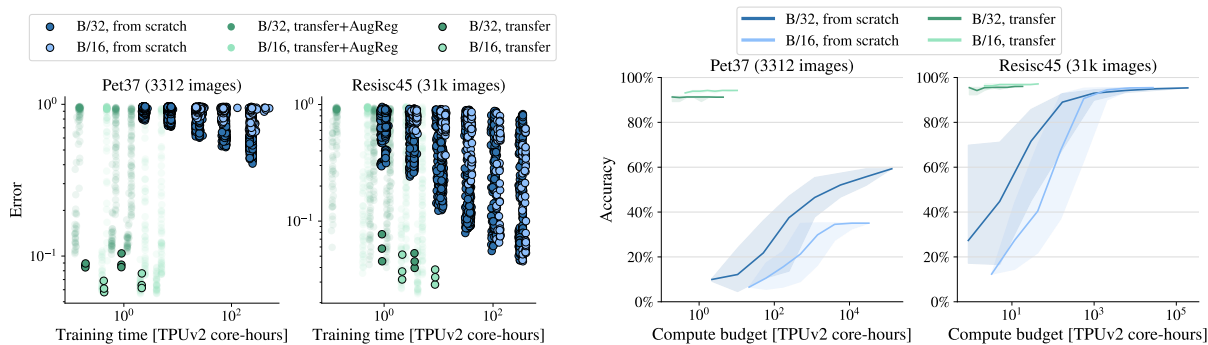 B/32, from scratch
B/16, from scratch
B/32, transfer+AugReg
B/16, transfer+AugReg
B/32, transfer
B/16, transfer
Pet37 (3312 images)
Resisc45 (31k images)
Error
10⁰
10⁻¹
10⁰
10⁻¹
10⁰
10²
10⁰
10²
Training time [TPUv2 core-hours]
Training time [TPUv2 core-hours]
B/32, from scratch
B/16, from scratch
B/32, transfer
B/16, transfer
Pet37 (3312 images)
Resisc45 (31k images)
Accuracy
100%
80%
60%
40%
20%
0%
100%
80%
60%
40%
20%
0%
10⁰
10²
10⁴
10¹
10³
10⁵
Compute budget [TPUv2 core-hours]
Compute budget [TPUv2 core-hours]